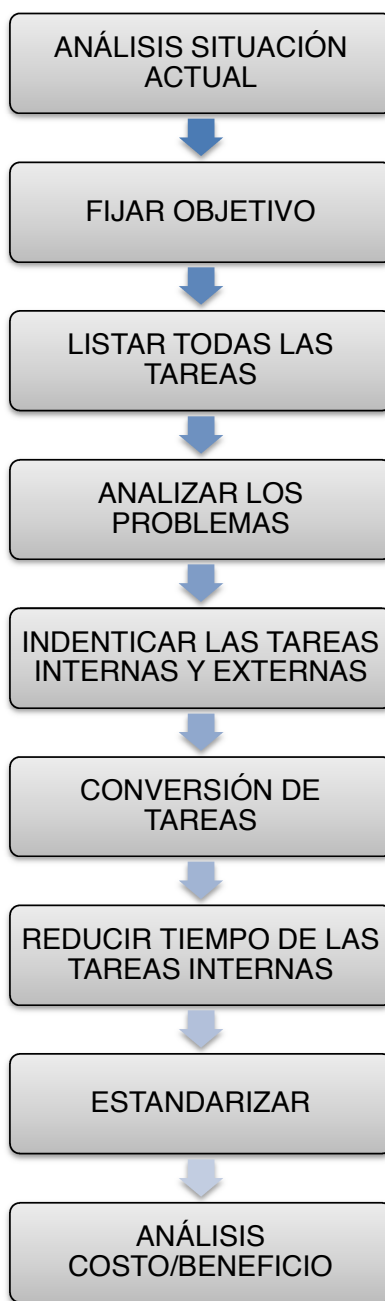 ANÁLISIS SITUACIÓN
ACTUAL
FIJAR OBJETIVO
LISTAR TODAS LAS
TAREAS
ANALIZAR LOS
PROBLEMAS
INDENTICAR LAS TAREAS
INTERNAS Y EXTERNAS
CONVERSIÓN DE
TAREAS
REDUCIR TIEMPO DE LAS
TAREAS INTERNAS
ESTANDARIZAR
ANÁLISIS
COSTO/BENEFICIO